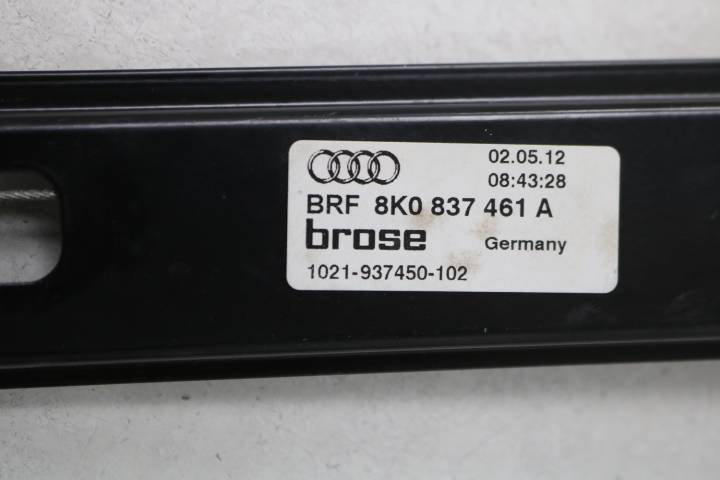 02.05.12
08:43:28
BRF 8K0 837 461 A
brose Germany
1021-937450-102